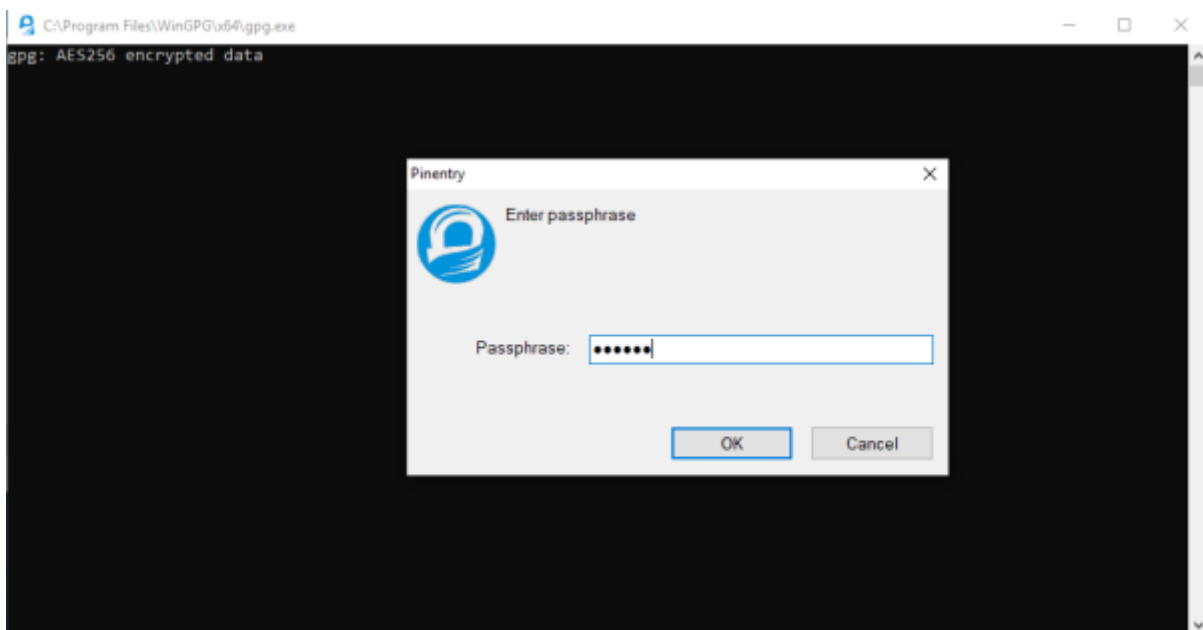 C:\Program Files\WinGPG\x64\gpg.exe
gpg: AES256 encrypted data
Pinentry
Enter passphrase
Passphrase: ●●●●●●
OK
Cancel